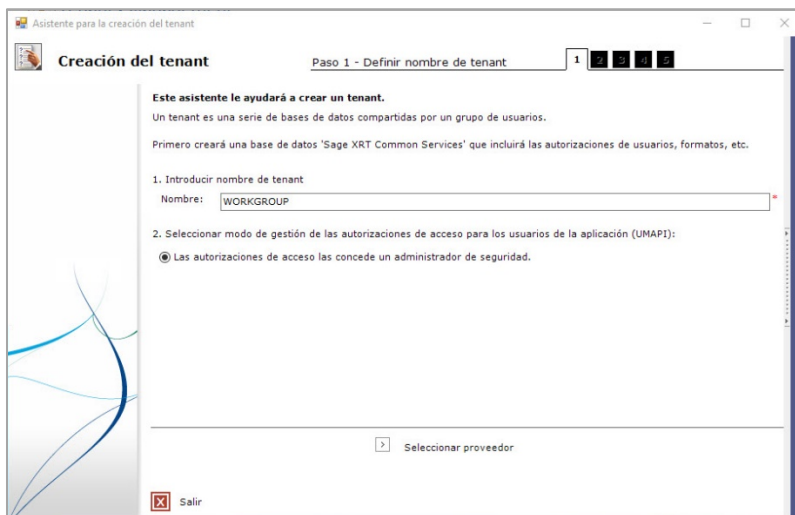 Asistente para la creación del tenant
Creación del tenant
Paso 1 - Definir nombre de tenant
1 2 3 4 5
Este asistente le ayudará a crear un tenant.
Un tenant es una serie de bases de datos compartidas por un grupo de usuarios.
Primero creará una base de datos 'Sage XRT Common Services' que incluirá las autorizaciones de usuarios, formatos, etc.
1. Introducir nombre de tenant
Nombre: WORKGROUP *
2. Seleccionar modo de gestión de las autorizaciones de acceso para los usuarios de la aplicación (UMAPI):
Las autorizaciones de acceso las concede un administrador de seguridad.
> Seleccionar proveedor
X Salir